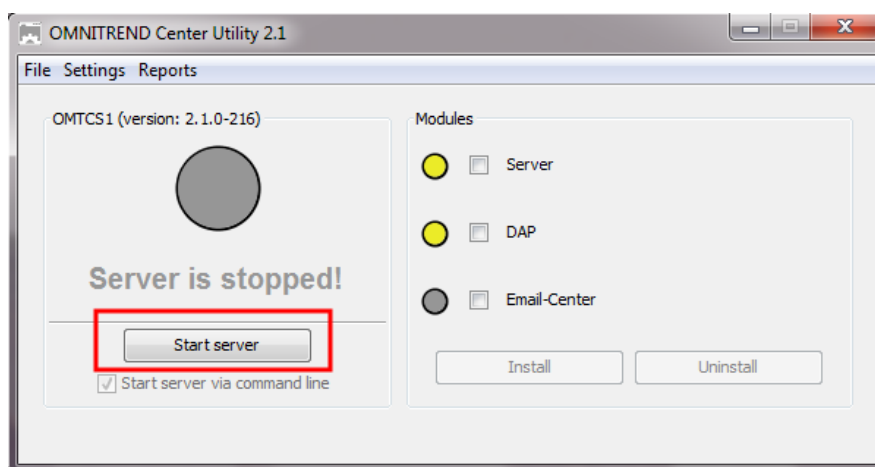 OMNITREND Center Utility 2.1
File Settings Reports
OMTCS1 (version: 2.1.0-216)
Server is stopped!
Start server
Start server via command line
Modules
Server
DAP
Email-Center
Install Uninstall